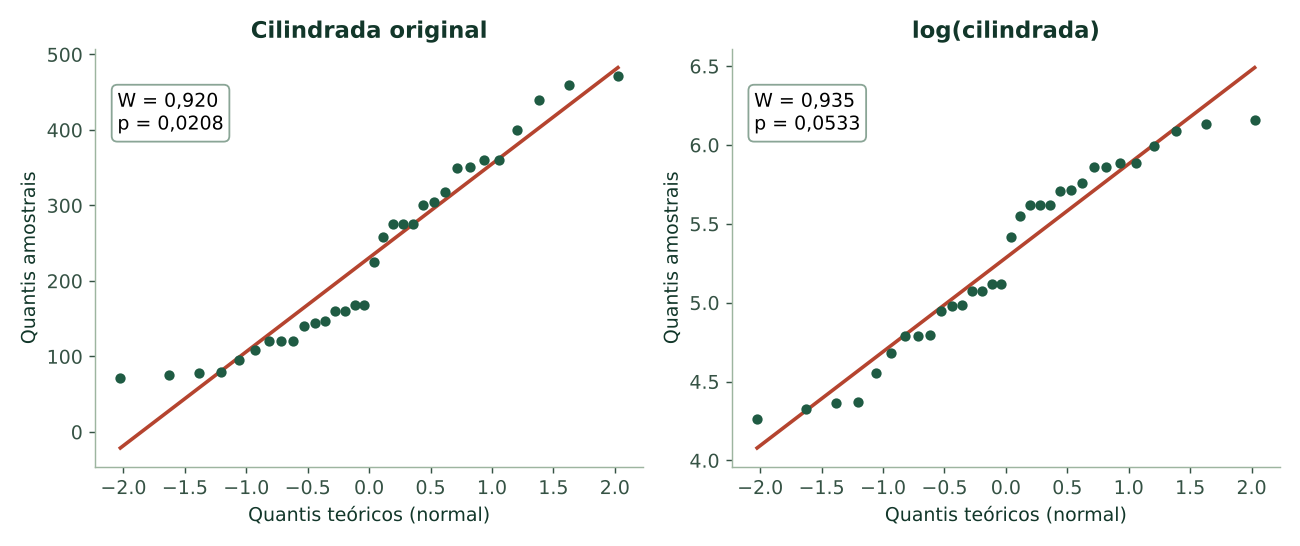 Cilindrada original
500
400
300
200
100
0
Quantis amostrais
W = 0,920
p = 0,0208
−2.0 −1.5 −1.0 −0.5 0.0 0.5 1.0 1.5 2.0
Quantis teóricos (normal)
log(cilindrada)
6.5
6.0
5.5
5.0
4.5
4.0
Quantis amostrais
W = 0,935
p = 0,0533
−2.0 −1.5 −1.0 −0.5 0.0 0.5 1.0 1.5 2.0
Quantis teóricos (normal)